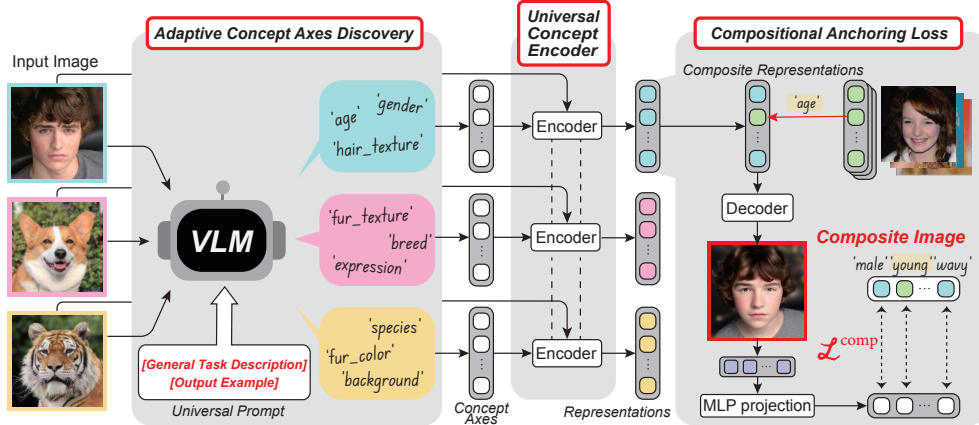 Adaptive Concept Axes Discovery
Universal
Concept
Encoder
Compositional Anchoring Loss
Input Image
VLM
[General Task Description]
[Output Example]
Universal Prompt
'age' 'gender'
'hair_texture'
'fur_texture'
'breed'
'expression'
'species'
'fur_color'
'background'
...
...
...
Concept
Axes
Encoder
Encoder
Encoder
...
...
...
Representations
Composite Representations
...
'age'
...
Decoder
Composite Image
'male' 'young' 'wavy'
...
ℒcomp
...
MLP projection
...